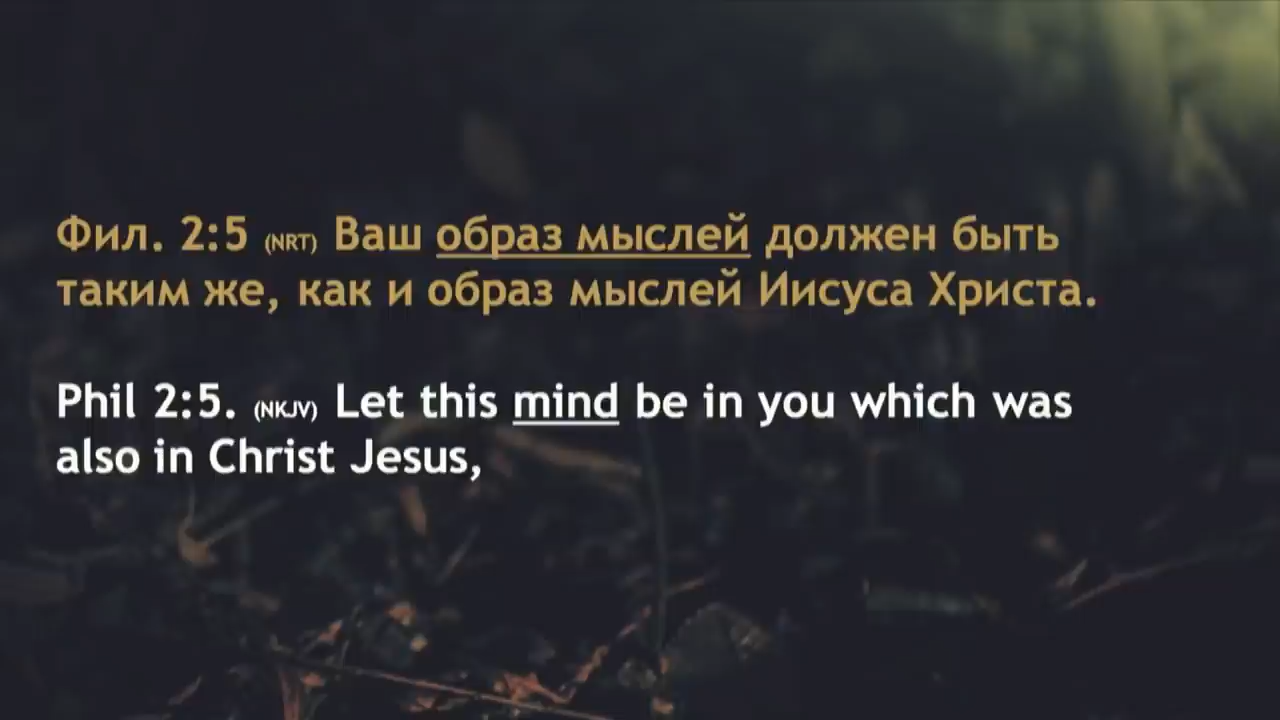 Фил. 2:5 (NRT) Ваш образ мыслей должен быть
таким же, как и образ мыслей Иисуса Христа.
Phil 2:5. (NKJV) Let this mind be in you which was
also in Christ Jesus,